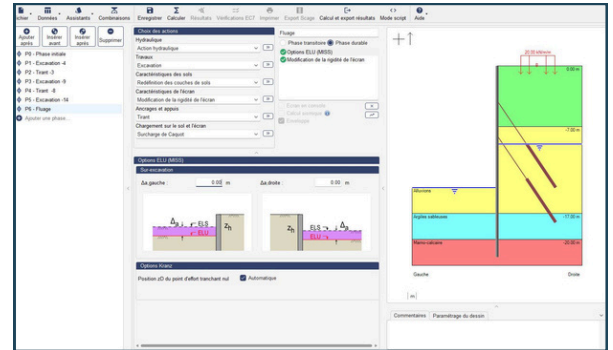 Fichier Données Assistants Combinaisons Enregistrer Calculer Résultats Vérifications EC7 Imprimer Export Scage Calcul et export résultats Mode script Aide
Ajouter après Insérer avant Insérer après Supprimer
P0 - Phase initiale
P1 - Excavation -4
P2 - Tirant -3
P3 - Excavation -9
P4 - Tirant -8
P5 - Excavation -14
P6 - Fluage
Ajouter une phase...
Choix des actions
Hydraulique
Action hydraulique
Travaux
Excavation
Caractéristiques des sols
Redéfinition des couches de sols
Caractéristiques de l'écran
Modification de la rigidité de l'écran
Ancrages et appuis
Tirant
Chargement sur le sol et l'écran
Surcharge de Caquot
Fluage
Phase transitoire Phase durable
Options ELU (MISS)
Modification de la rigidité de l'écran
Enveloppe
Options ELU (MISS)
Sur-excavation
Δa,gauche : 0.00 m Δa,droite : 0.00 m
Δa ELS ELU zh
zh ELS ELU Δa
Options Kranz
Position zD du point d'effort tranchant nul Automatique
0.00 m
-7.00 m
Alluvions
Argiles
-17.00 m
Marno-calcaire
-20.00 m
Gauche Droite
[m]
Commentaires Paramétrage du dessin